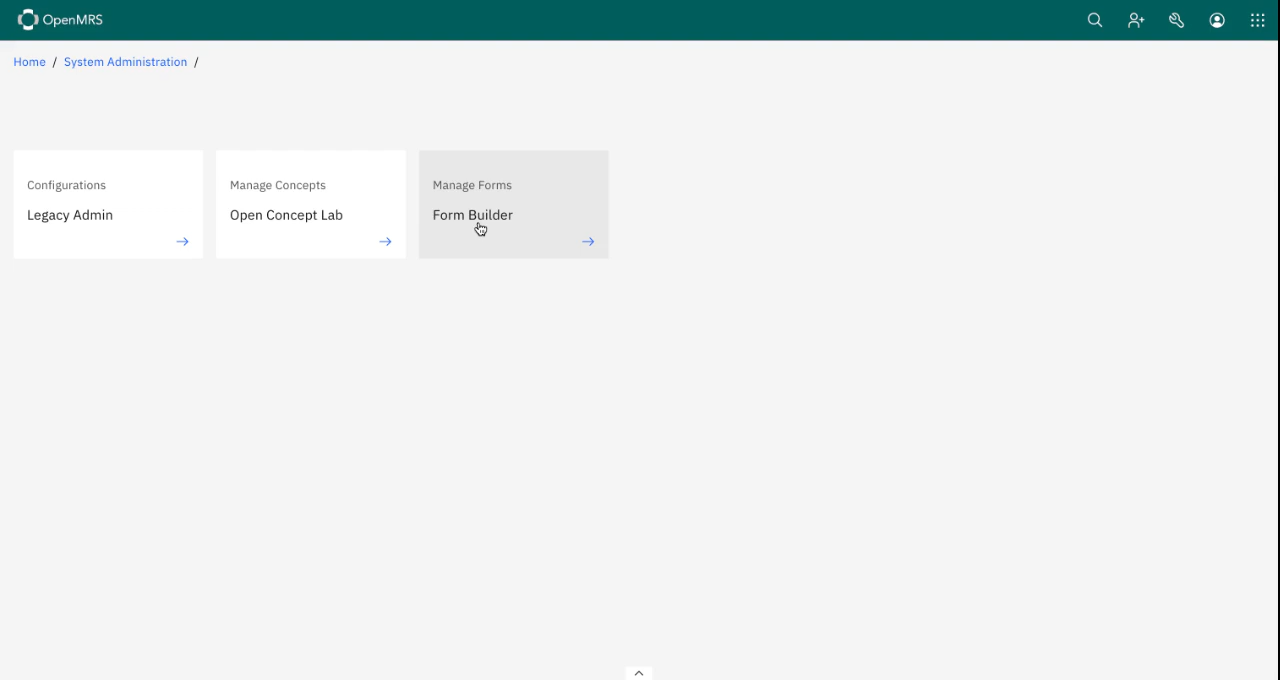 OpenMRS
Home / System Administration /
Configurations
Legacy Admin
Manage Concepts
Open Concept Lab
Manage Forms
Form Builder